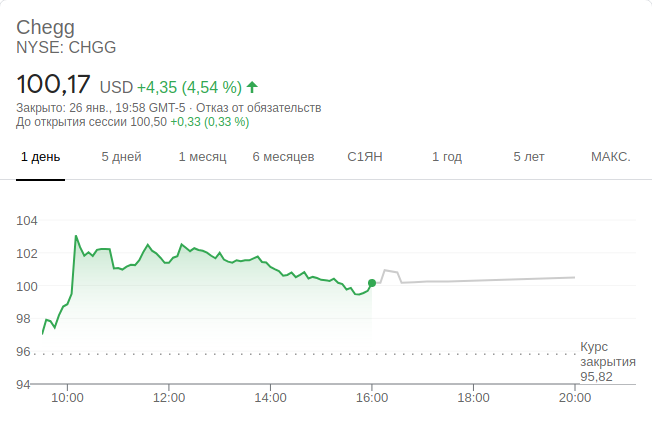 Chegg
NYSE: CHGG
100,17 USD +4,35 (4,54 %)
Закрыто: 26 янв., 19:58 GMT-5 · Отказ от обязательств
До открытия сессии 100,50 +0,33 (0,33 %)
1 день 5 дней 1 месяц 6 месяцев С1ЯН 1 год 5 лет МАКС.
104
102
100
98
96
94
Курс
закрытия
95,82
10:00 12:00 14:00 16:00 18:00 20:00